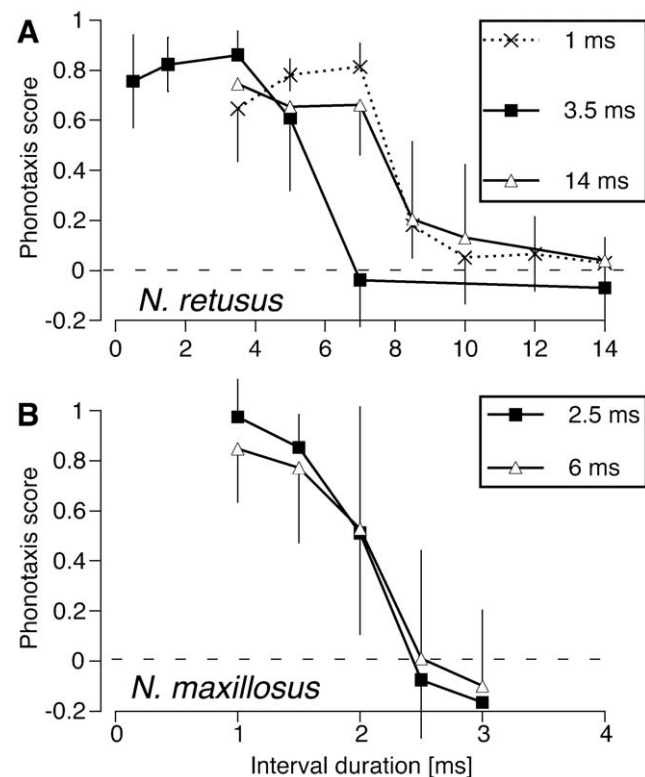 A
Phonotaxis score
1
0.8
0.6
0.4
0.2
0
-0.2
1 ms
3.5 ms
14 ms
N. retusus
0 2 4 6 8 10 12 14
B
Phonotaxis score
1
0.8
0.6
0.4
0.2
0
-0.2
2.5 ms
6 ms
N. maxillosus
0 1 2 3 4
Interval duration [ms]